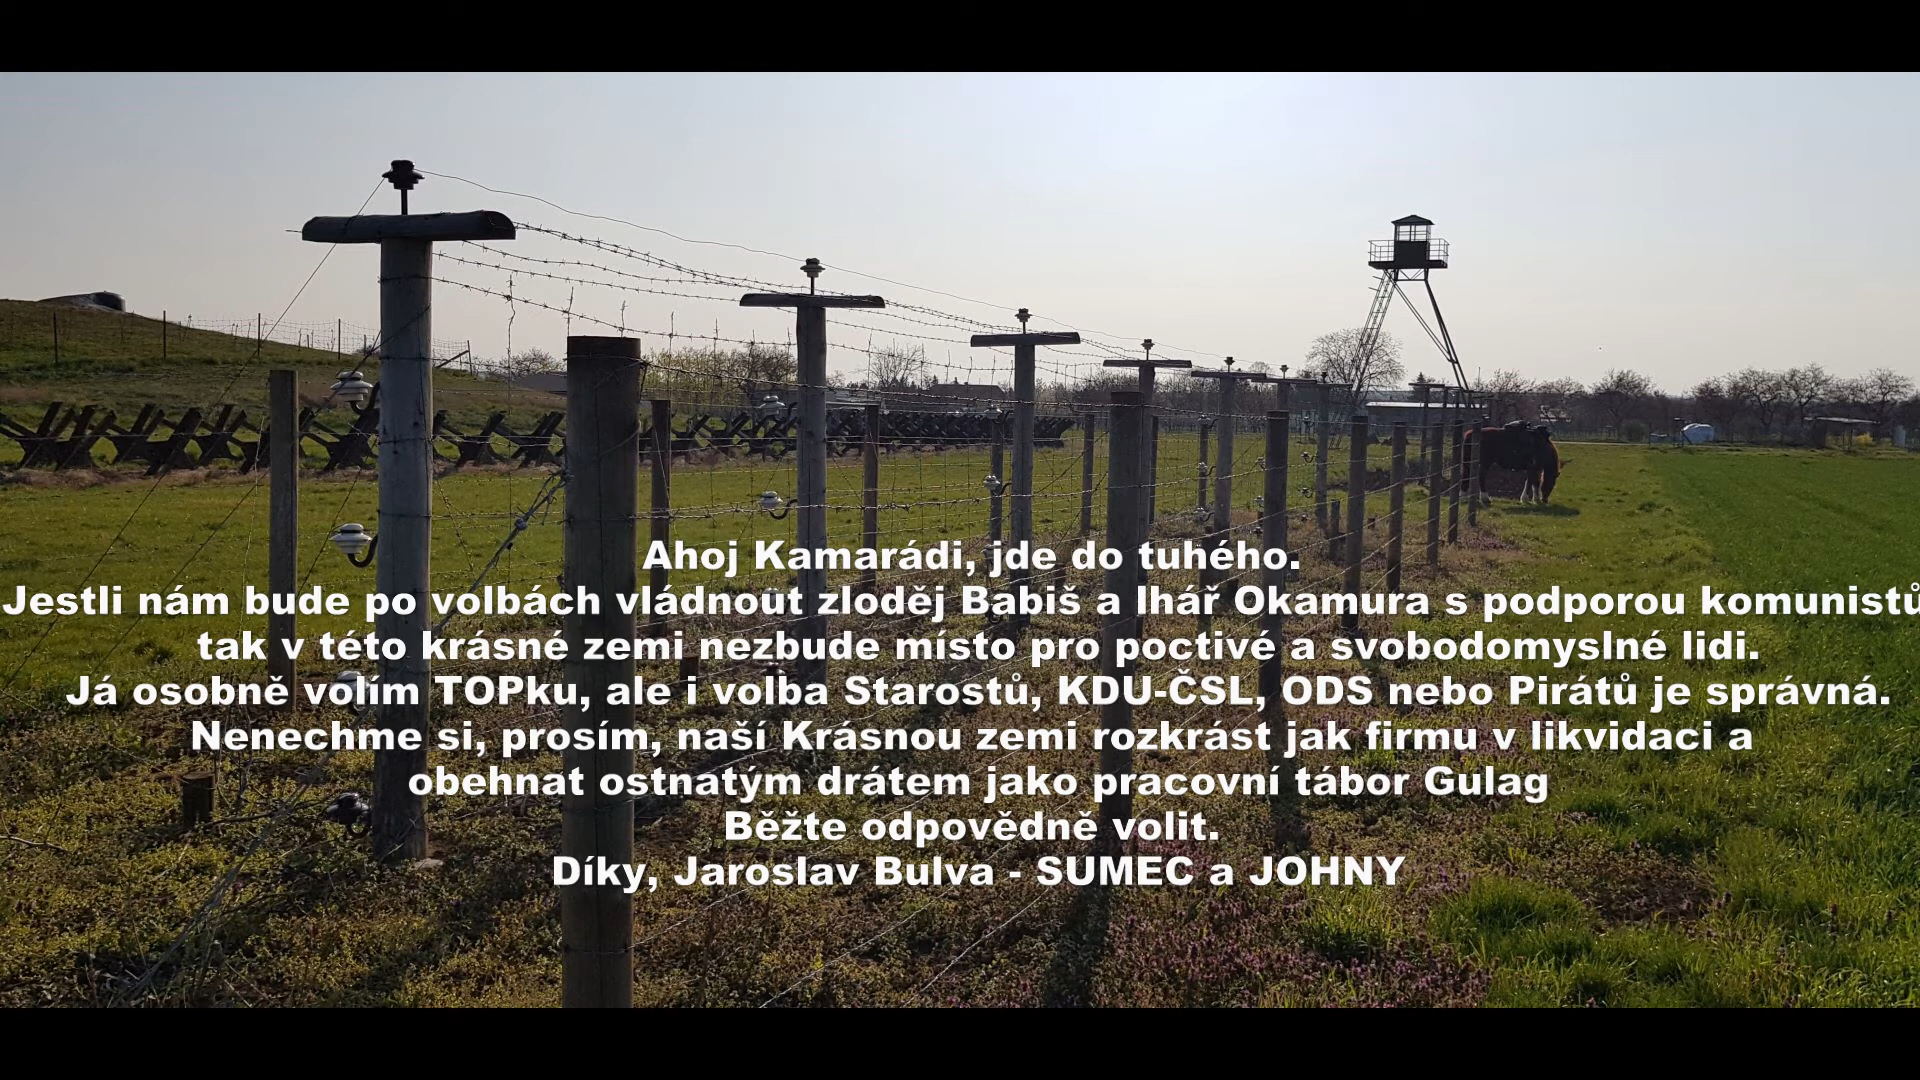 Ahoj Kamarádi, jde do tuhého.
Jestli nám bude po volbách vládnout zloděj Babiš a lhář Okamura s podporou komunistů
tak v této krásné zemi nezbude místo pro poctivé a svobodomyslné lidi.
Já osobně volím TOPku, ale i volba Starostů, KDU-ČSL, ODS nebo Pirátů je správná.
Nenechme si, prosím, naší Krásnou zemi rozkrást jak firmu v likvidaci a
obehnat ostnatým drátem jako pracovní tábor Gulag
Běžte odpovědně volit.
Díky, Jaroslav Bulva - SUMEC a JOHNY